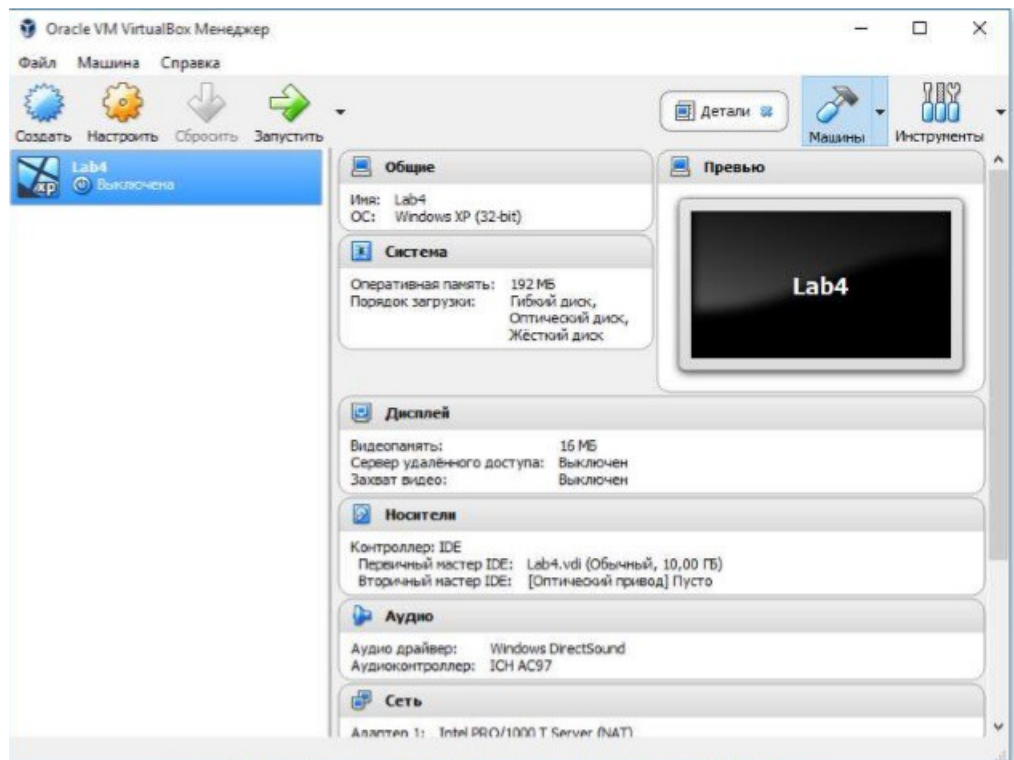 Oracle VM VirtualBox Менеджер
Файл Машина Справка
Создать Настроить Сбросить Запустить
Детали
Машины
Инструменты
Lab4
Выключена
xp
Общие
Имя: Lab4
ОС: Windows XP (32-bit)
Система
Оперативная память: 192 МБ
Порядок загрузки: Гибкий диск,
Оптический диск,
Жёсткий диск
Превью
Lab4
Дисплей
Видеопамять: 16 МБ
Сервер удалённого доступа: Выключен
Захват видео: Выключен
Носители
Контроллер: IDE
Первичный мастер IDE: Lab4.vdi (Обычный, 10,00 ГБ)
Вторичный мастер IDE: [Оптический привод] Пусто
Аудио
Аудио драйвер: Windows DirectSound
Аудиоконтроллер: ICH AC97
Сеть
Адаптер 1: Intel PRO/1000 T Server (NAT)